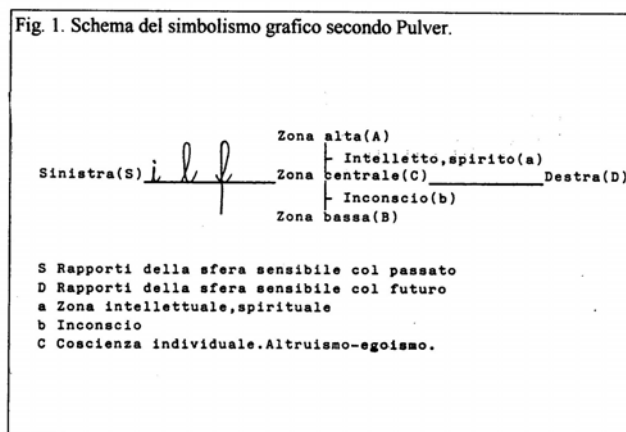 Fig. 1. Schema del simbolismo grafico secondo Pulver.
Zona alta(A)
Intelletto,spirito(a)
Sinistra(S) i l f Zona centrale(C) Destra(D)
Inconscio(b)
Zona bassa(B)
S Rapporti della sfera sensibile col passato
D Rapporti della sfera sensibile col futuro
a Zona intellettuale,spirituale
b Inconscio
C Coscienza individuale.Altruismo-egoismo.